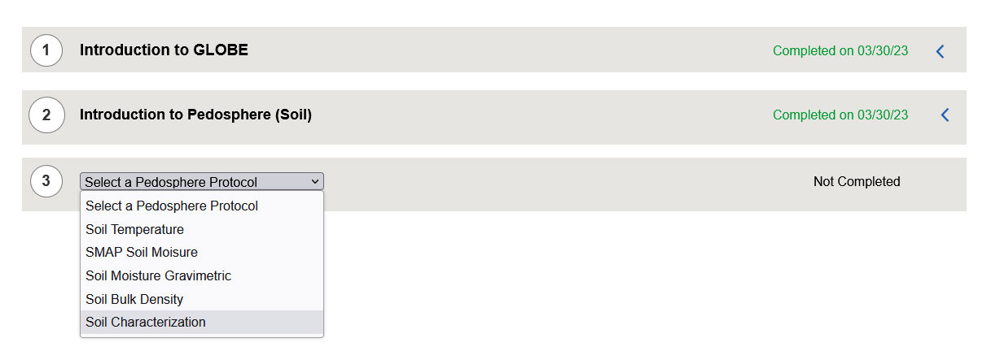 1 Introduction to GLOBE Completed on 03/30/23
2 Introduction to Pedosphere (Soil) Completed on 03/30/23
3 Select a Pedosphere Protocol Not Completed
Select a Pedosphere Protocol
Soil Temperature
SMAP Soil Moisure
Soil Moisture Gravimetric
Soil Bulk Density
Soil Characterization